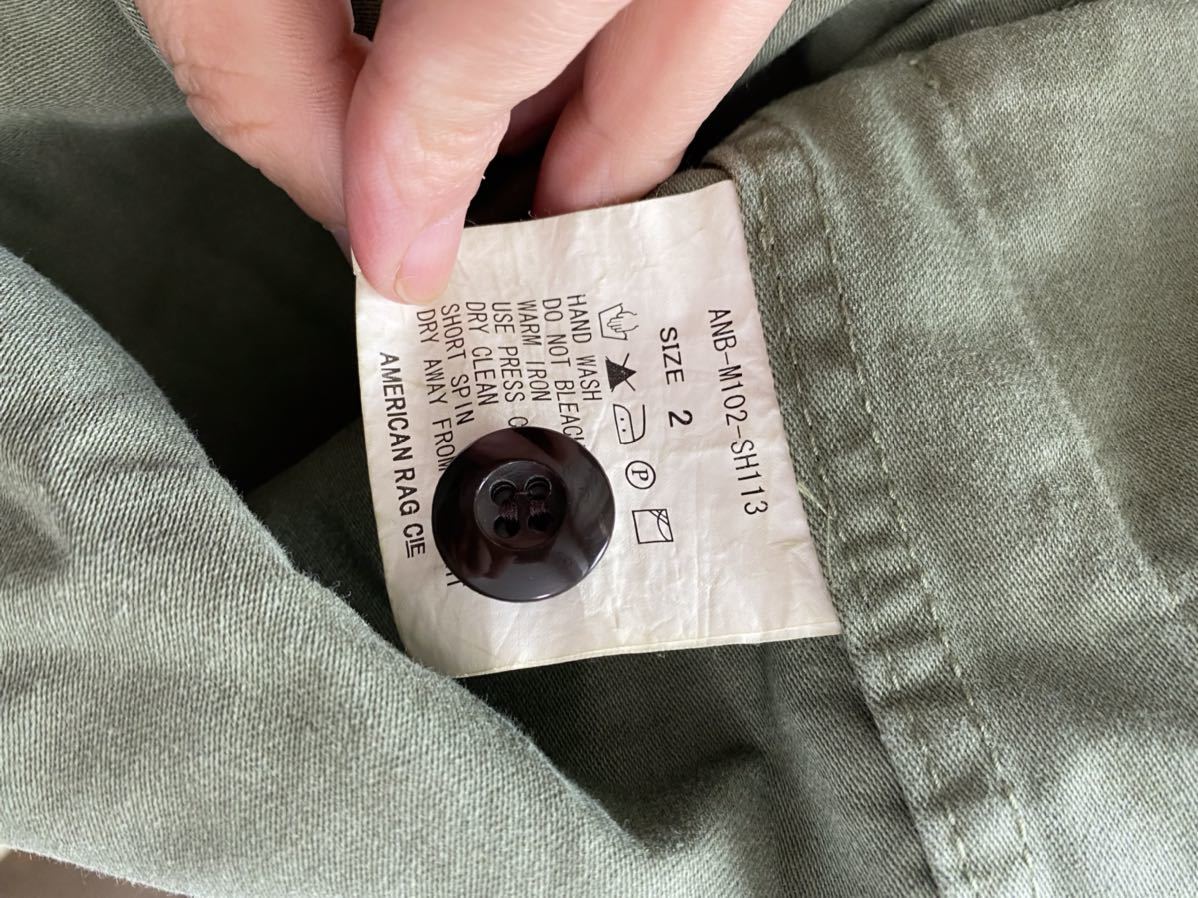 ANB-M102-SH113
SIZE 2
P
HAND WASH
DO NOT BLEACH
WARM IRON
USE PRESS
DRY CLEAN
SHORT SPIN
DRY AWAY FROM
AMERICAN RAG CIE